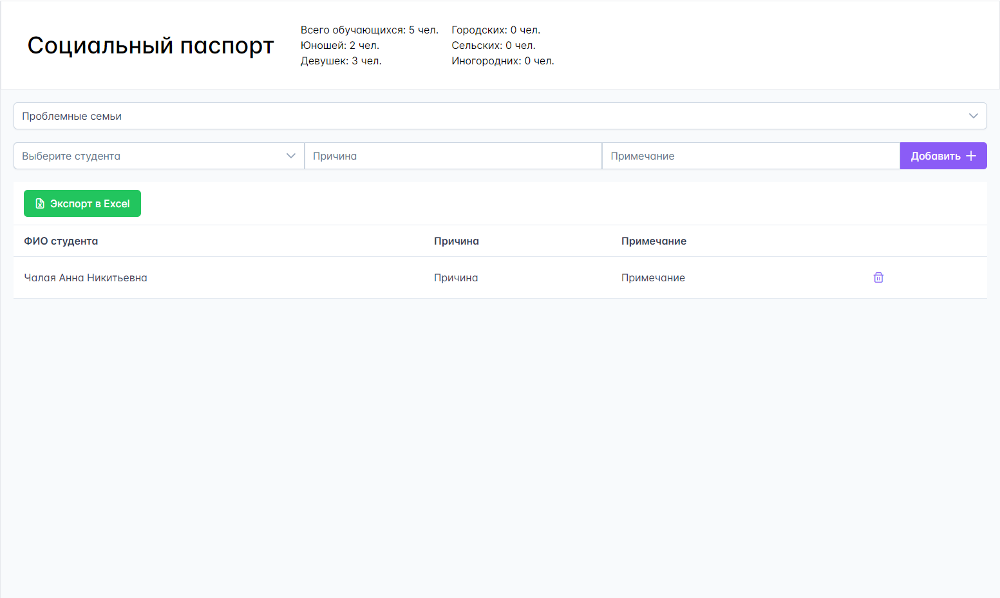 Социальный паспорт
Всего обучающихся: 5 чел.
Юношей: 2 чел.
Девушек: 3 чел.
Городских: 0 чел.
Сельских: 0 чел.
Иногородних: 0 чел.
Проблемные семьи
Выберите студента
Причина
Примечание
Добавить
Экспорт в Excel
ФИО студента Причина Примечание
Чалая Анна Никитьевна Причина Примечание